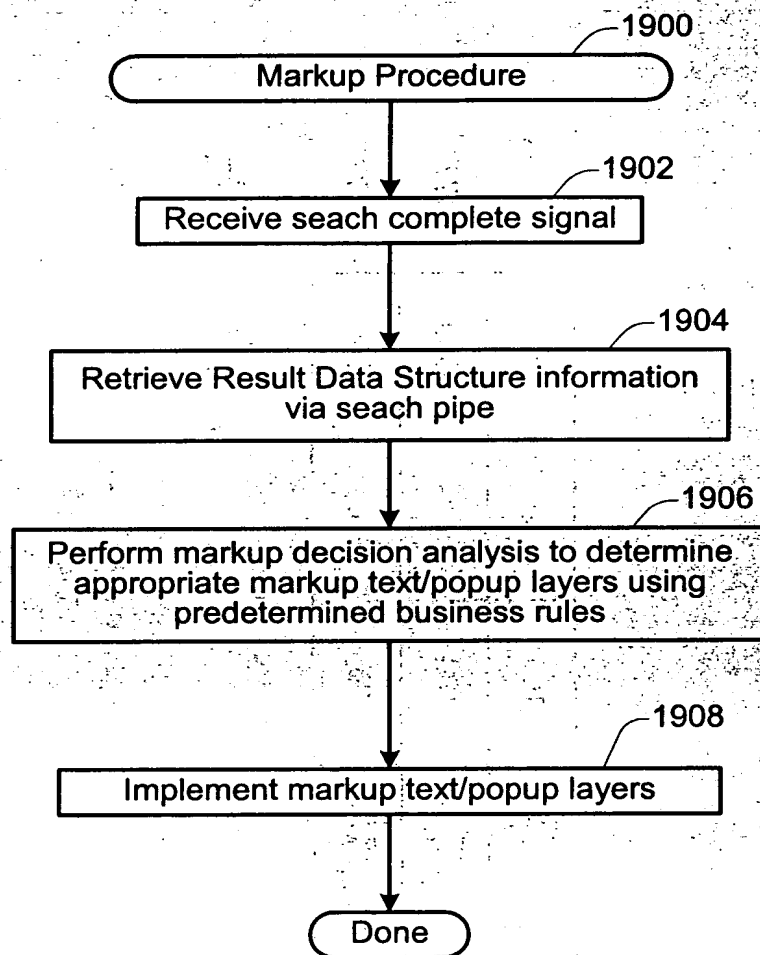 1900
Markup Procedure
1902
Receive seach complete signal
1904
Retrieve Result Data Structure information
via seach pipe
1906
Perform markup decision analysis to determine
appropriate markup text/popup layers using
predetermined business rules
1908
Implement markup text/popup layers
Done